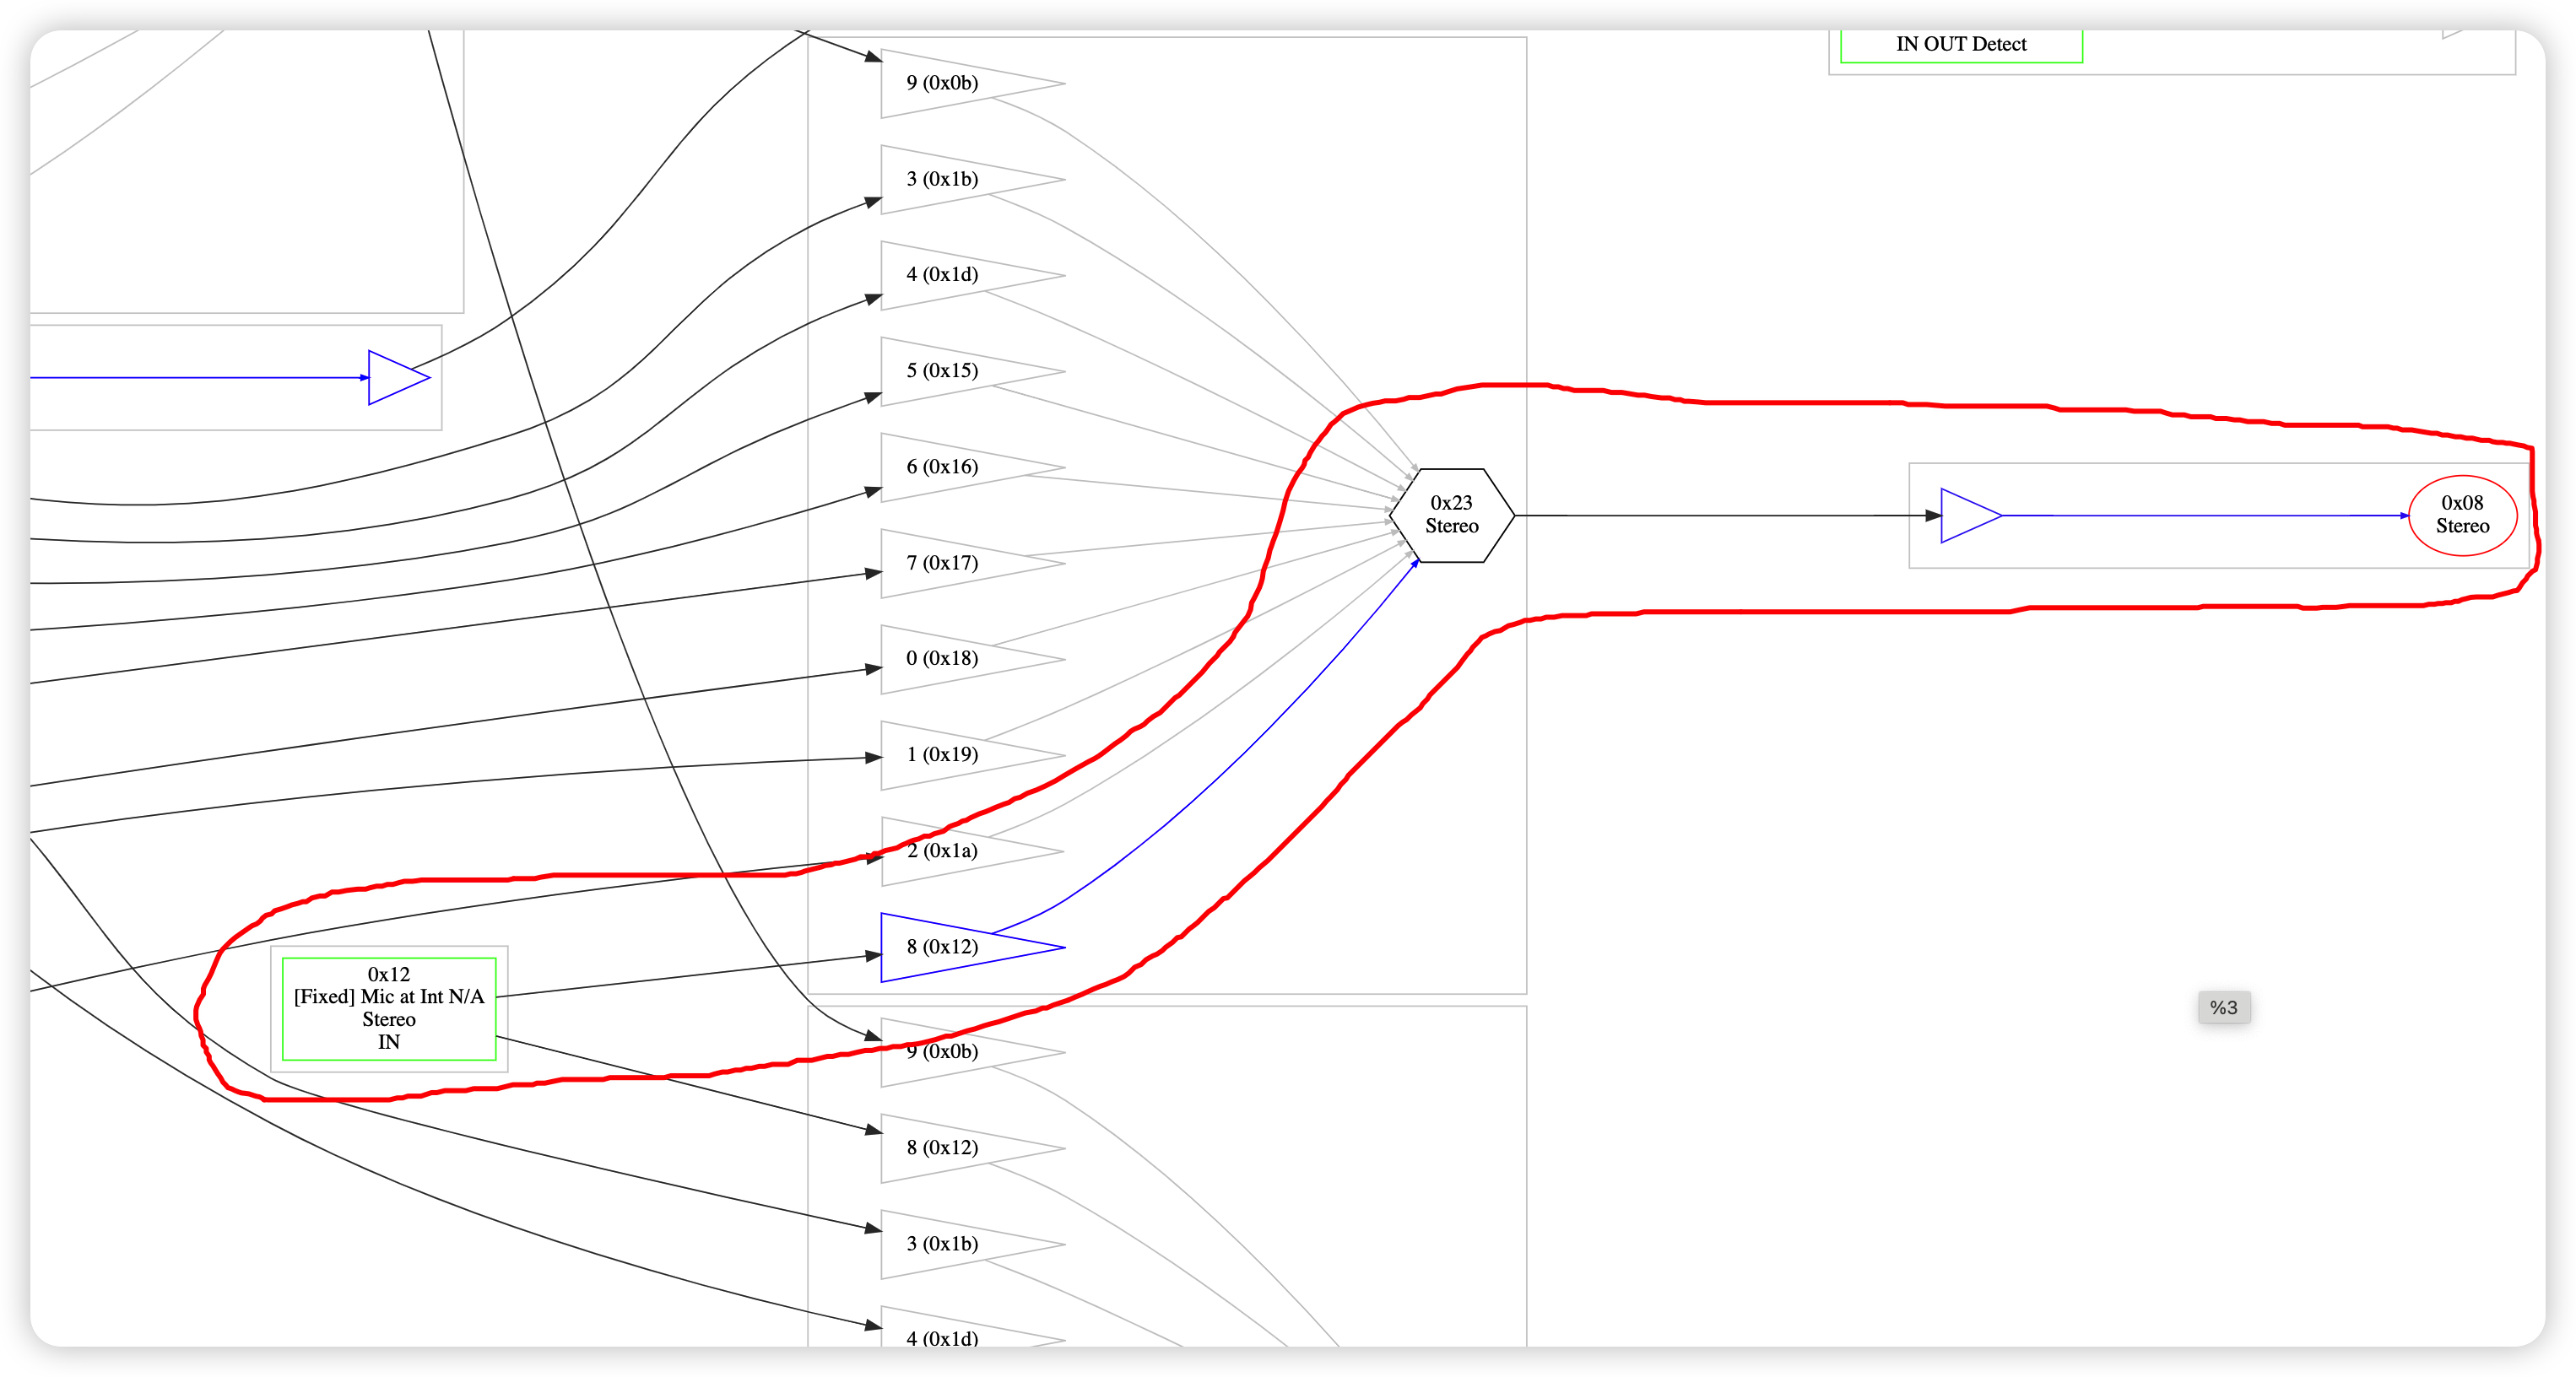 IN OUT Detect
9 (0x0b)
3 (0x1b)
4 (0x1d)
5 (0x15)
6 (0x16)
7 (0x17)
0 (0x18)
1 (0x19)
2 (0x1a)
8 (0x12)
0x23
Stereo
0x08
Stereo
0x12
[Fixed] Mic at Int N/A
Stereo
IN
%3
9 (0x0b)
8 (0x12)
3 (0x1b)
4 (0x1d)